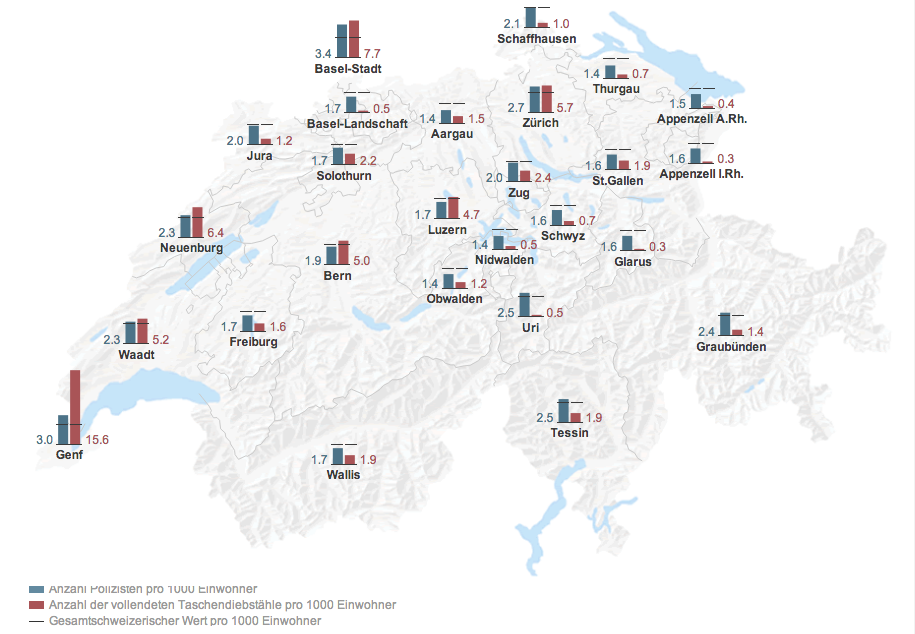 2.1 1.0
Schaffhausen
3.4 7.7
Basel-Stadt
1.4 0.7
Thurgau
1.7 0.5
Basel-Landschaft
1.4 1.5
Aargau
2.7 5.7
Zürich
1.5 0.4
Appenzell A.Rh.
2.0 1.2
Jura
1.7 2.2
Solothurn
2.0 2.4
Zug
1.6 1.9
St.Gallen
1.6 0.3
Appenzell I.Rh.
2.3 6.4
Neuenburg
1.7 4.7
Luzern
1.6 0.7
Schwyz
1.4 0.5
Nidwalden
1.6 0.3
Glarus
1.9 5.0
Bern
1.4 1.2
Obwalden
2.5 0.5
Uri
2.3 5.2
Waadt
1.7 1.6
Freiburg
2.4 1.4
Graubünden
3.0 15.6
Genf
2.5 1.9
Tessin
1.7 1.9
Wallis
Anzahl Polizisten pro 1000 Einwohner
Anzahl der vollendeten Taschendiebstähle pro 1000 Einwohner
Gesamtschweizerischer Wert pro 1000 Einwohner